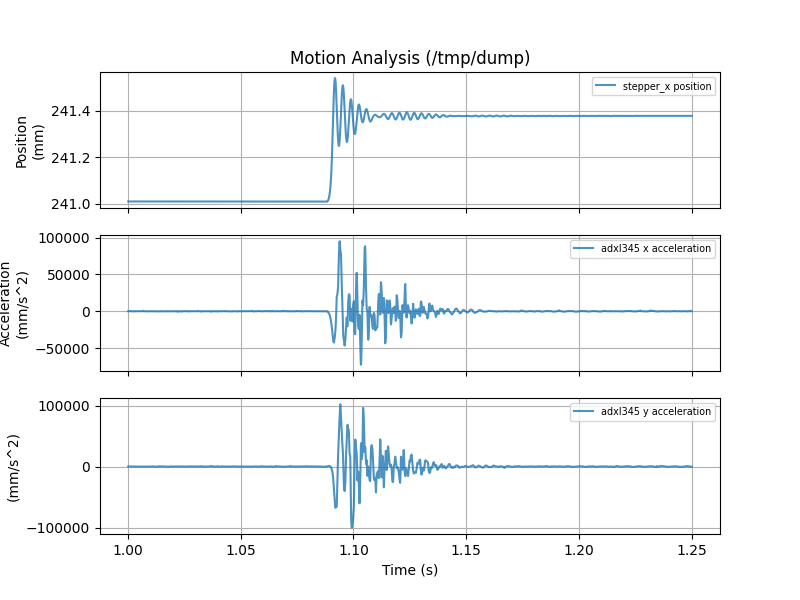 Motion Analysis (/tmp/dump)
stepper_x position
241.4
241.2
241.0
Position
(mm)
adxl345 x acceleration
100000
50000
0
−50000
Acceleration
(mm/s^2)
adxl345 y acceleration
100000
0
−100000
(mm/s^2)
1.00 1.05 1.10 1.15 1.20 1.25
Time (s)